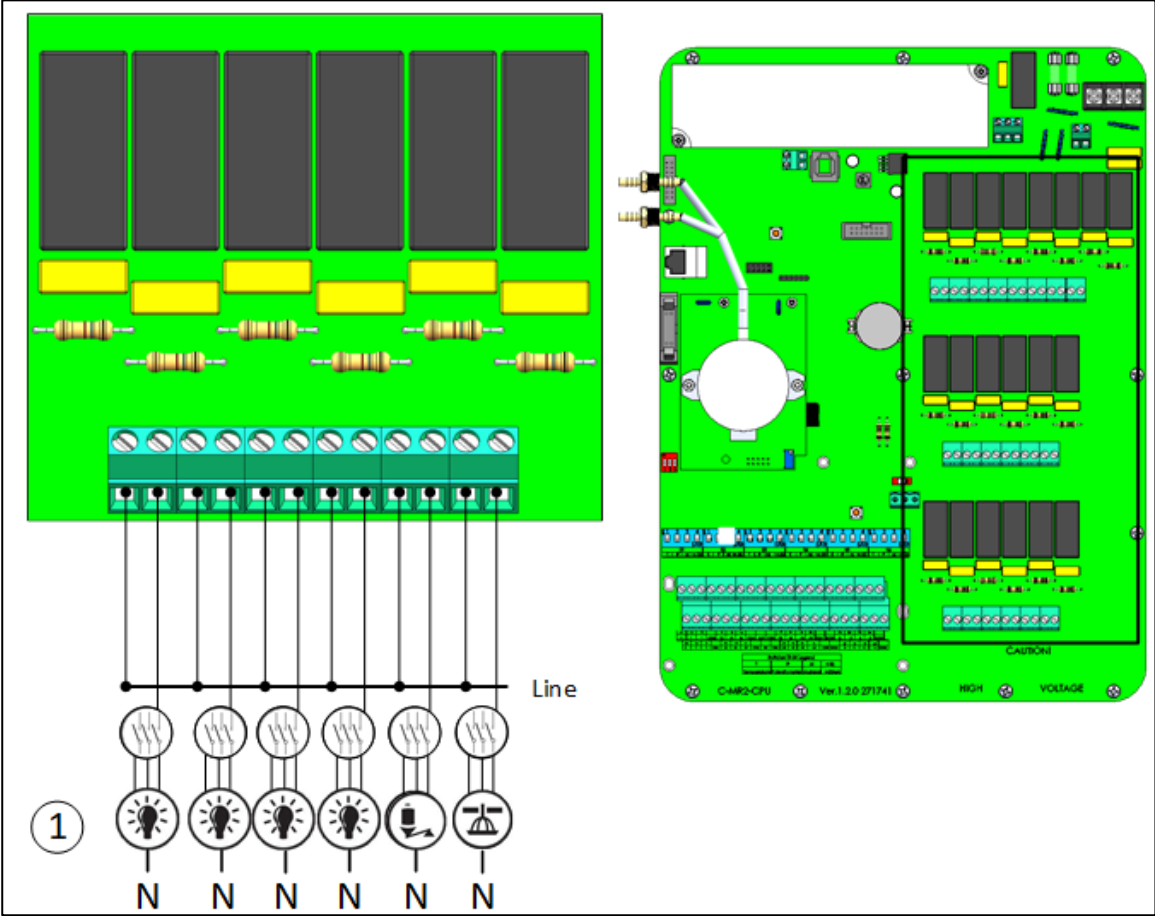 Line
1
N N N N N N
CAUTION!
C-MR2-CPU Ver.1.2.0 271741 HIGH VOLTAGE